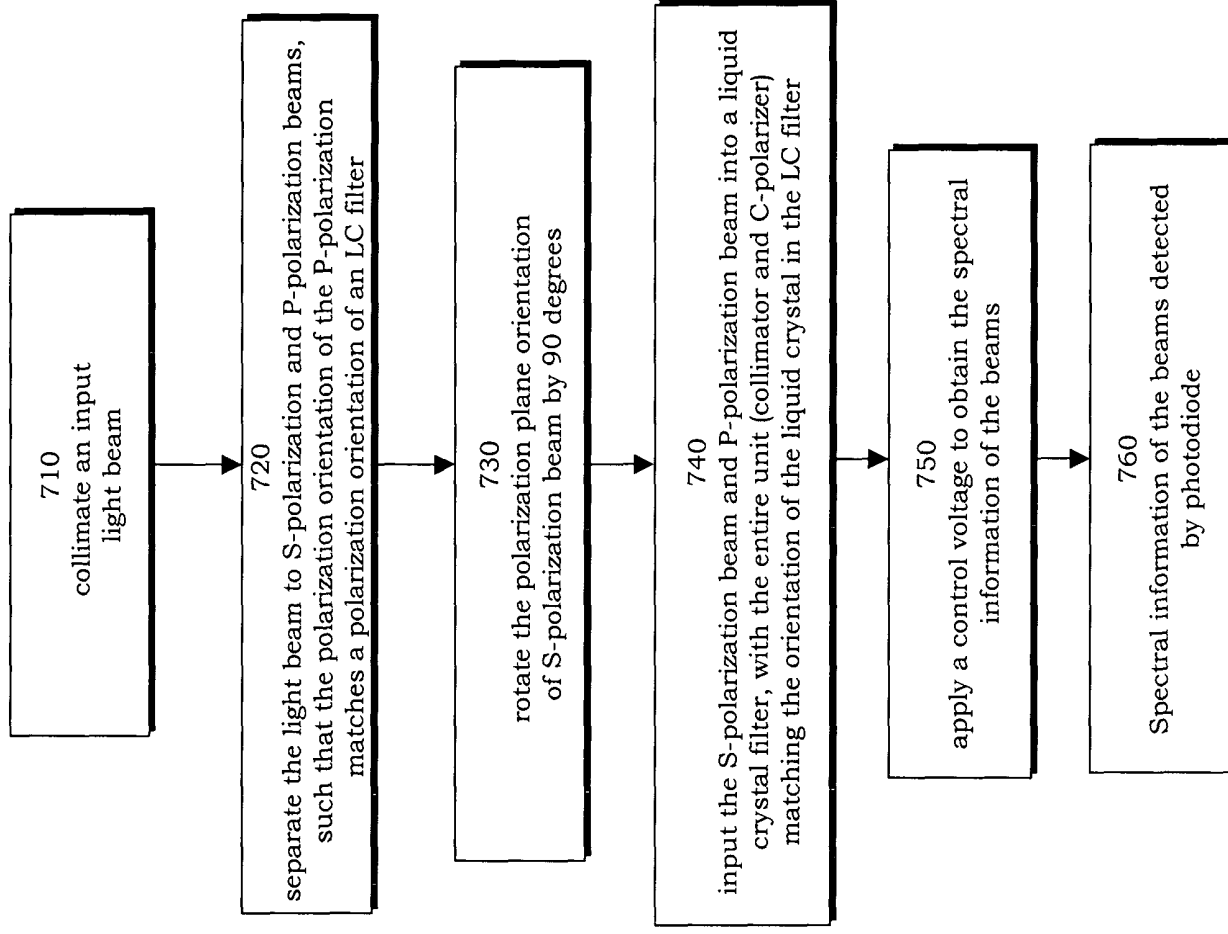 710
collimate an input
light beam
720
separate the light beam to S-polarization and P-polarization beams,
such that the polarization orientation of the P-polarization
matches a polarization orientation of an LC filter
730
rotate the polarization plane orientation
of S-polarization beam by 90 degrees
740
input the S-polarization beam and P-polarization beam into a liquid
crystal filter, with the entire unit (collimator and C-polarizer)
matching the orientation of the liquid crystal in the LC filter
750
apply a control voltage to obtain the spectral
information of the beams
760
Spectral information of the beams detected
by photodiode